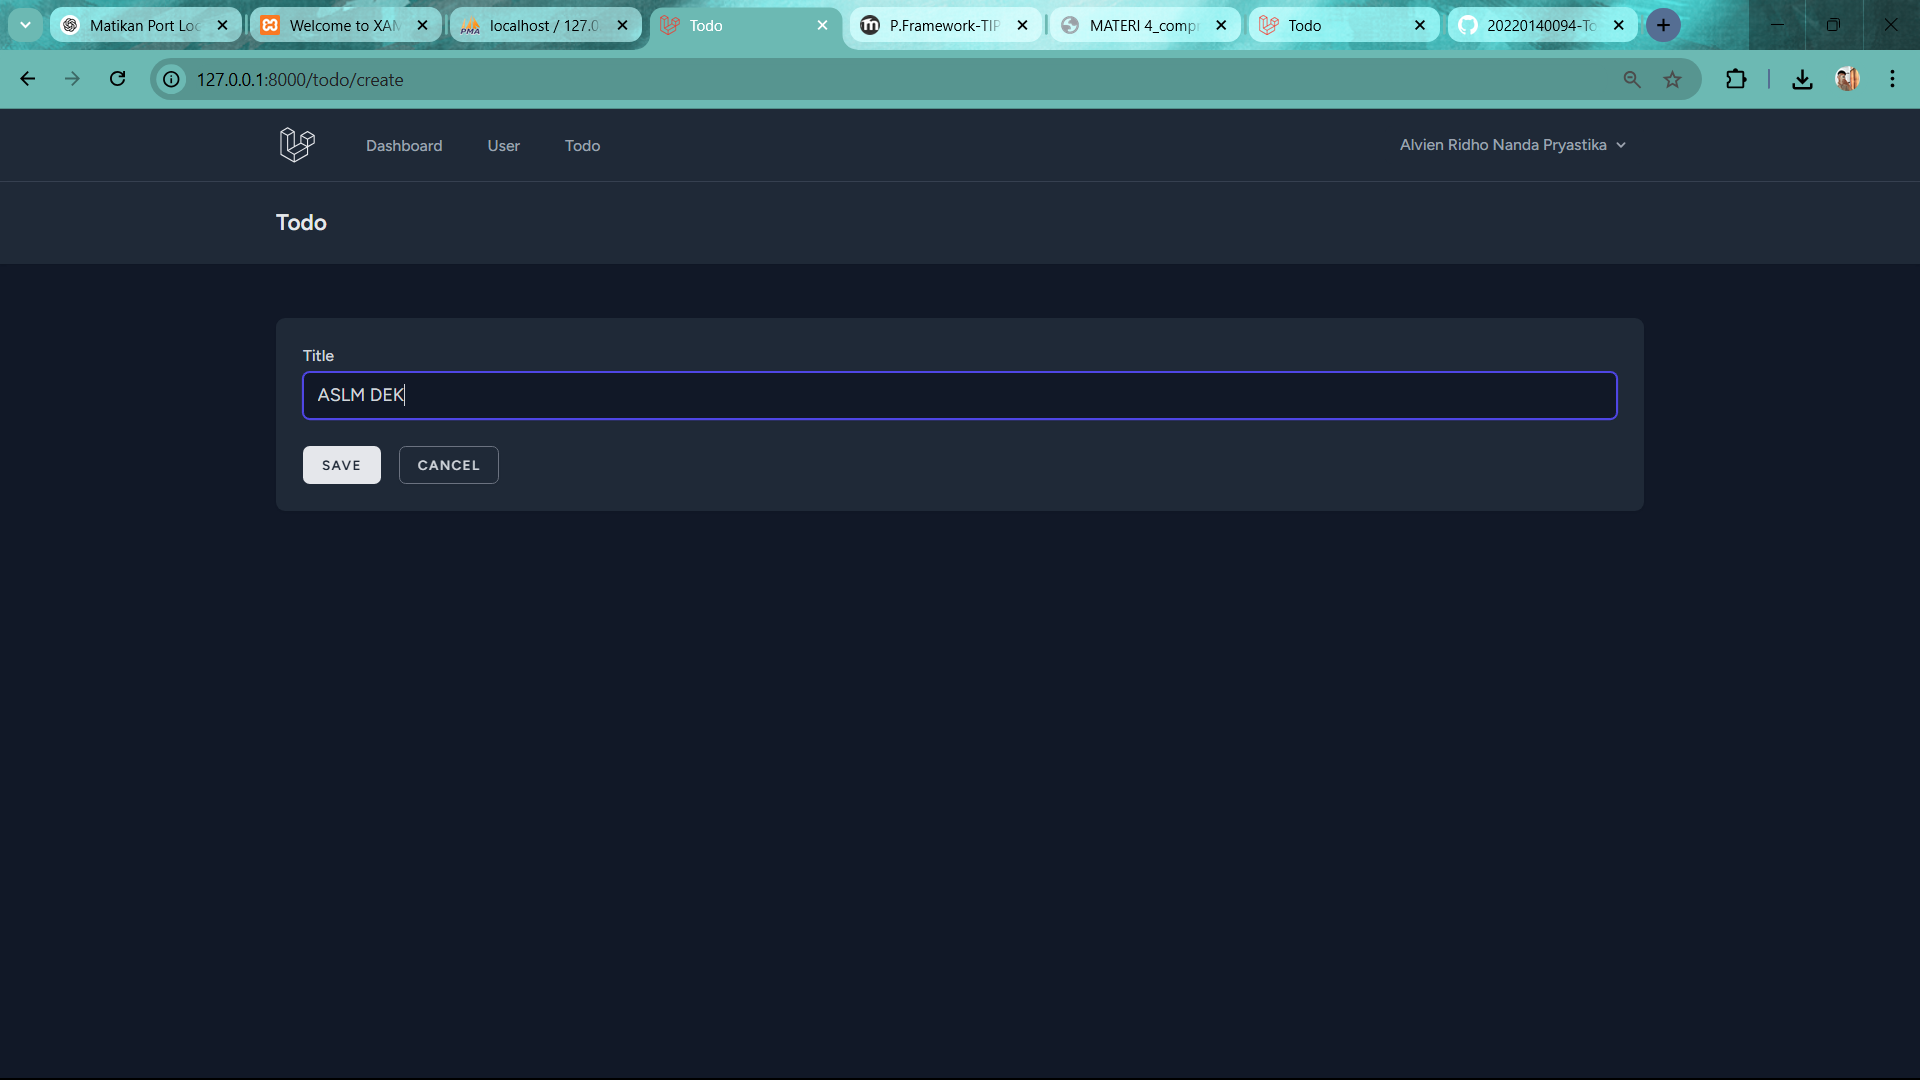 Matikan Port Loc
Welcome to XAM
localhost / 127.0
Todo
P.Framework-TIP
MATERI 4_compr
Todo
20220140094-To
127.0.0.1:8000/todo/create
Dashboard
User
Todo
Alvien Ridho Nanda Pryastika
Todo
Title
ASLM DEK
SAVE
CANCEL